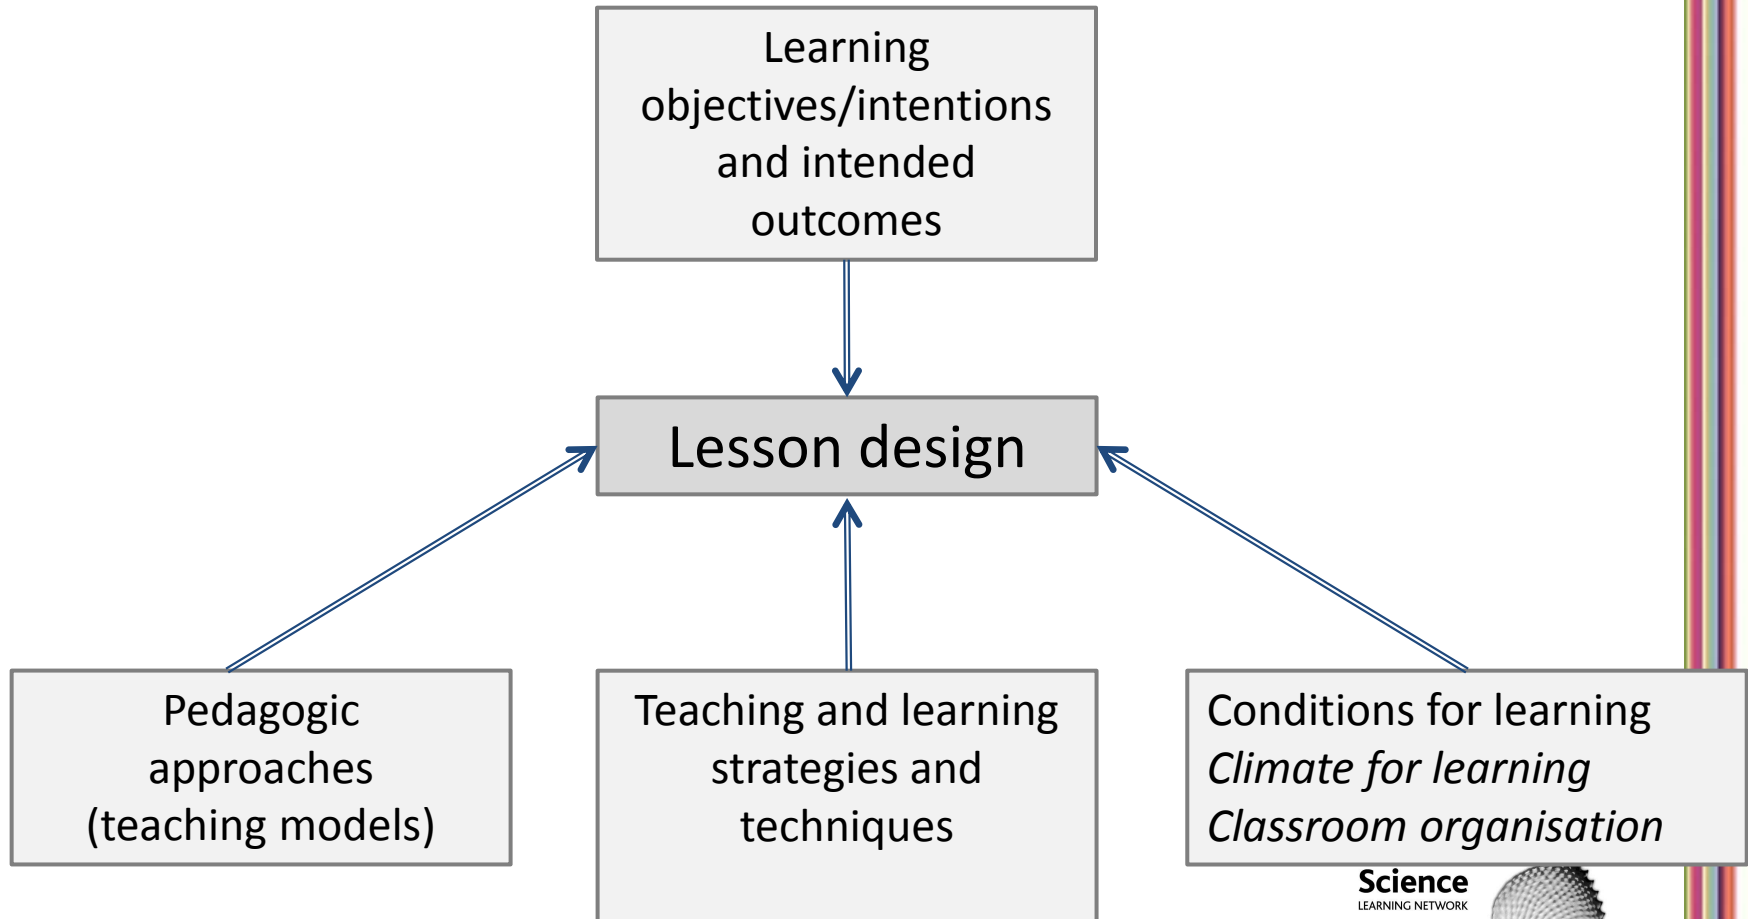 Learning
objectives/intentions
and intended
outcomes
Lesson design
Pedagogic
approaches
(teaching models)
Teaching and learning
strategies and
techniques
Conditions for learning
Climate for learning
Classroom organisation
Science
LEARNING NETWORK